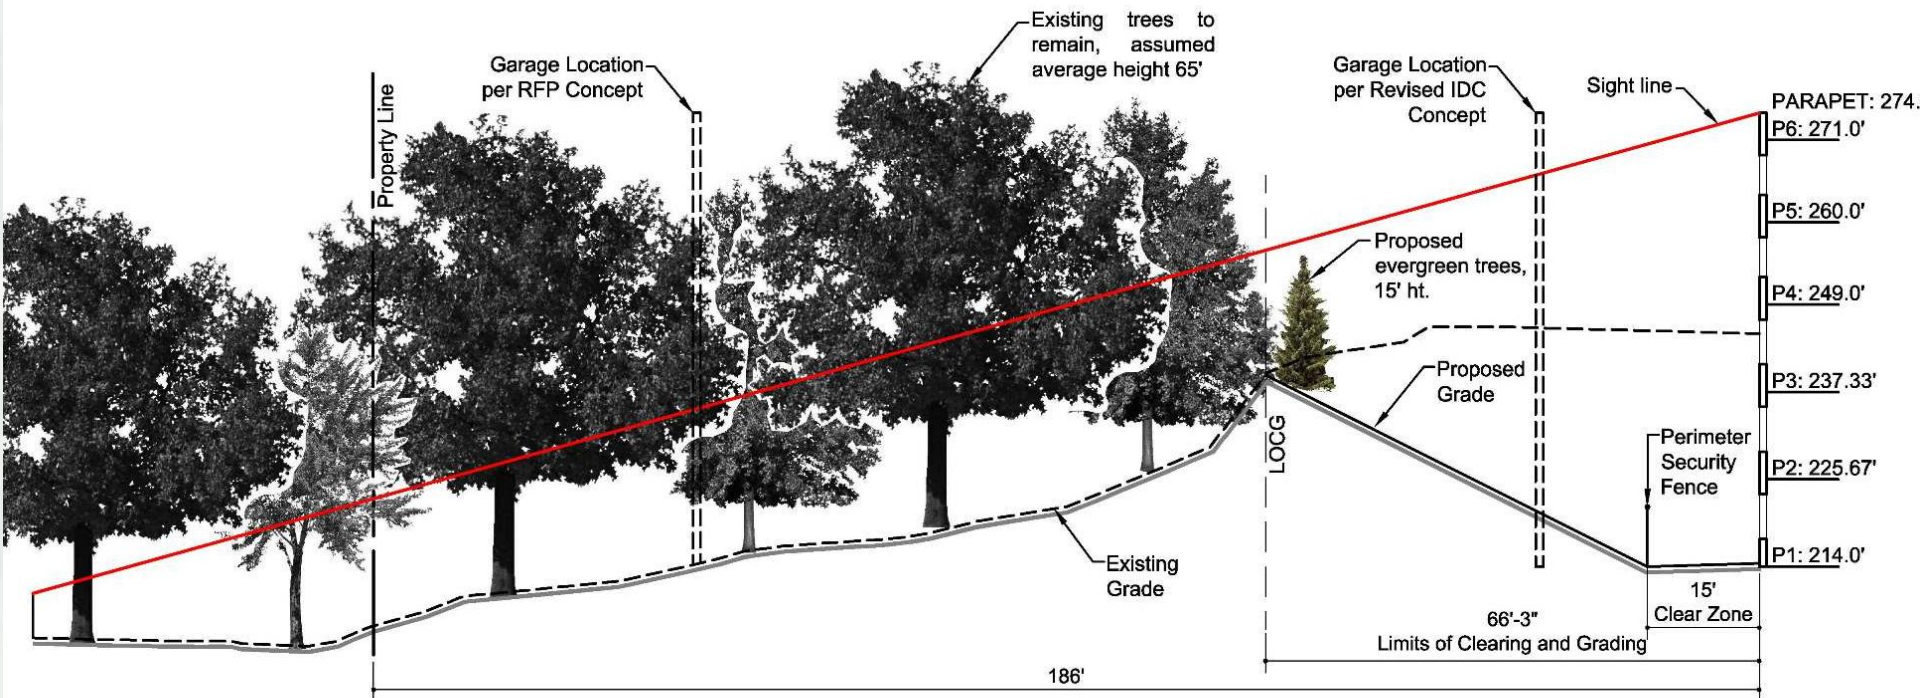 Existing trees to
remain, assumed
average height 65'
Garage Location
per RFP Concept
Property Line
Garage Location
per Revised IDC
Concept
Sight line
PARAPET: 274.
P6: 271.0'
P5: 260.0'
Proposed
evergreen trees,
15' ht.
P4: 249.0'
Proposed
Grade
P3: 237.33'
LOCG
Perimeter
Security
Fence
P2: 225.67'
Existing
Grade
P1: 214.0'
15'
Clear Zone
66'-3"
Limits of Clearing and Grading
186'